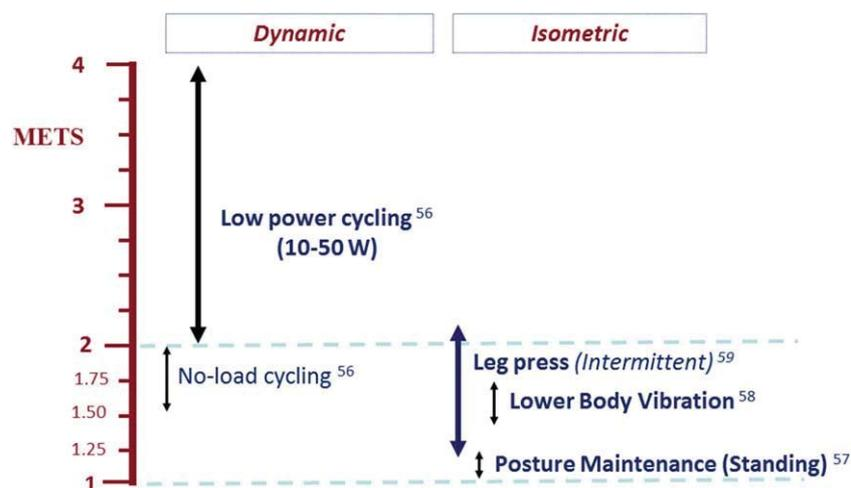 Dynamic
Isometric
4
METS
3
Low power cycling 56
(10-50 W)
2
Leg press (Intermittent) 59
1.75
No-load cycling 56
1.50
Lower Body Vibration 58
1.25
Posture Maintenance (Standing) 57
1